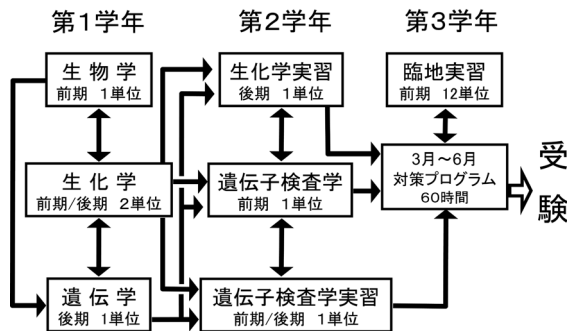 第1学年
第2学年
第3学年
生物学
前期 1単位
生化学実習
後期 1単位
臨地実習
前期 12単位
生化学
前期/後期 2単位
遺伝子検査学
前期 1単位
3月～6月
対策プログラム
60時間
受験
遺伝学
後期 1単位
遺伝子検査学実習
前期/後期 1単位